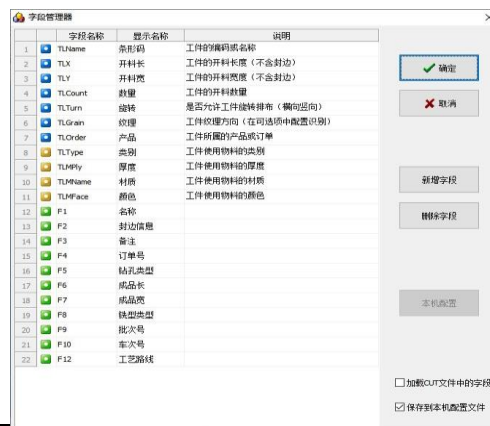 字段管理器
字段名称 显示名称 说明
1 TLName 条形码 工件的编码或名称
2 TLX 开料长 工件的开料长度（不含封边）
3 TLY 开料宽 工件的开料宽度（不含封边）
4 TLCount 数量 工件的开料数量
5 TLTurn 旋转 是否允许工件旋转排布（横向竖向）
6 TLGrain 纹理 工件纹理方向（在可选项中配置识别）
7 TLOrder 产品 工件所属的产品或订单
8 TLType 类别 工件使用物料的类别
9 TLMPly 厚度 工件使用物料的厚度
10 TLMName 材质 工件使用物料的材质
11 TLMFace 颜色 工件使用物料的颜色
12 F1 名称
13 F2 封边信息
14 F3 备注
15 F4 订单号
16 F5 钻孔类型
17 F6 成品长
18 F7 成品宽
19 F8 铣型类型
20 F9 批次号
21 F10 车次号
22 F12 工艺路线
确定
取消
新增字段
删除字段
本机配置
加载CUT文件中的字段
保存到本机配置文件